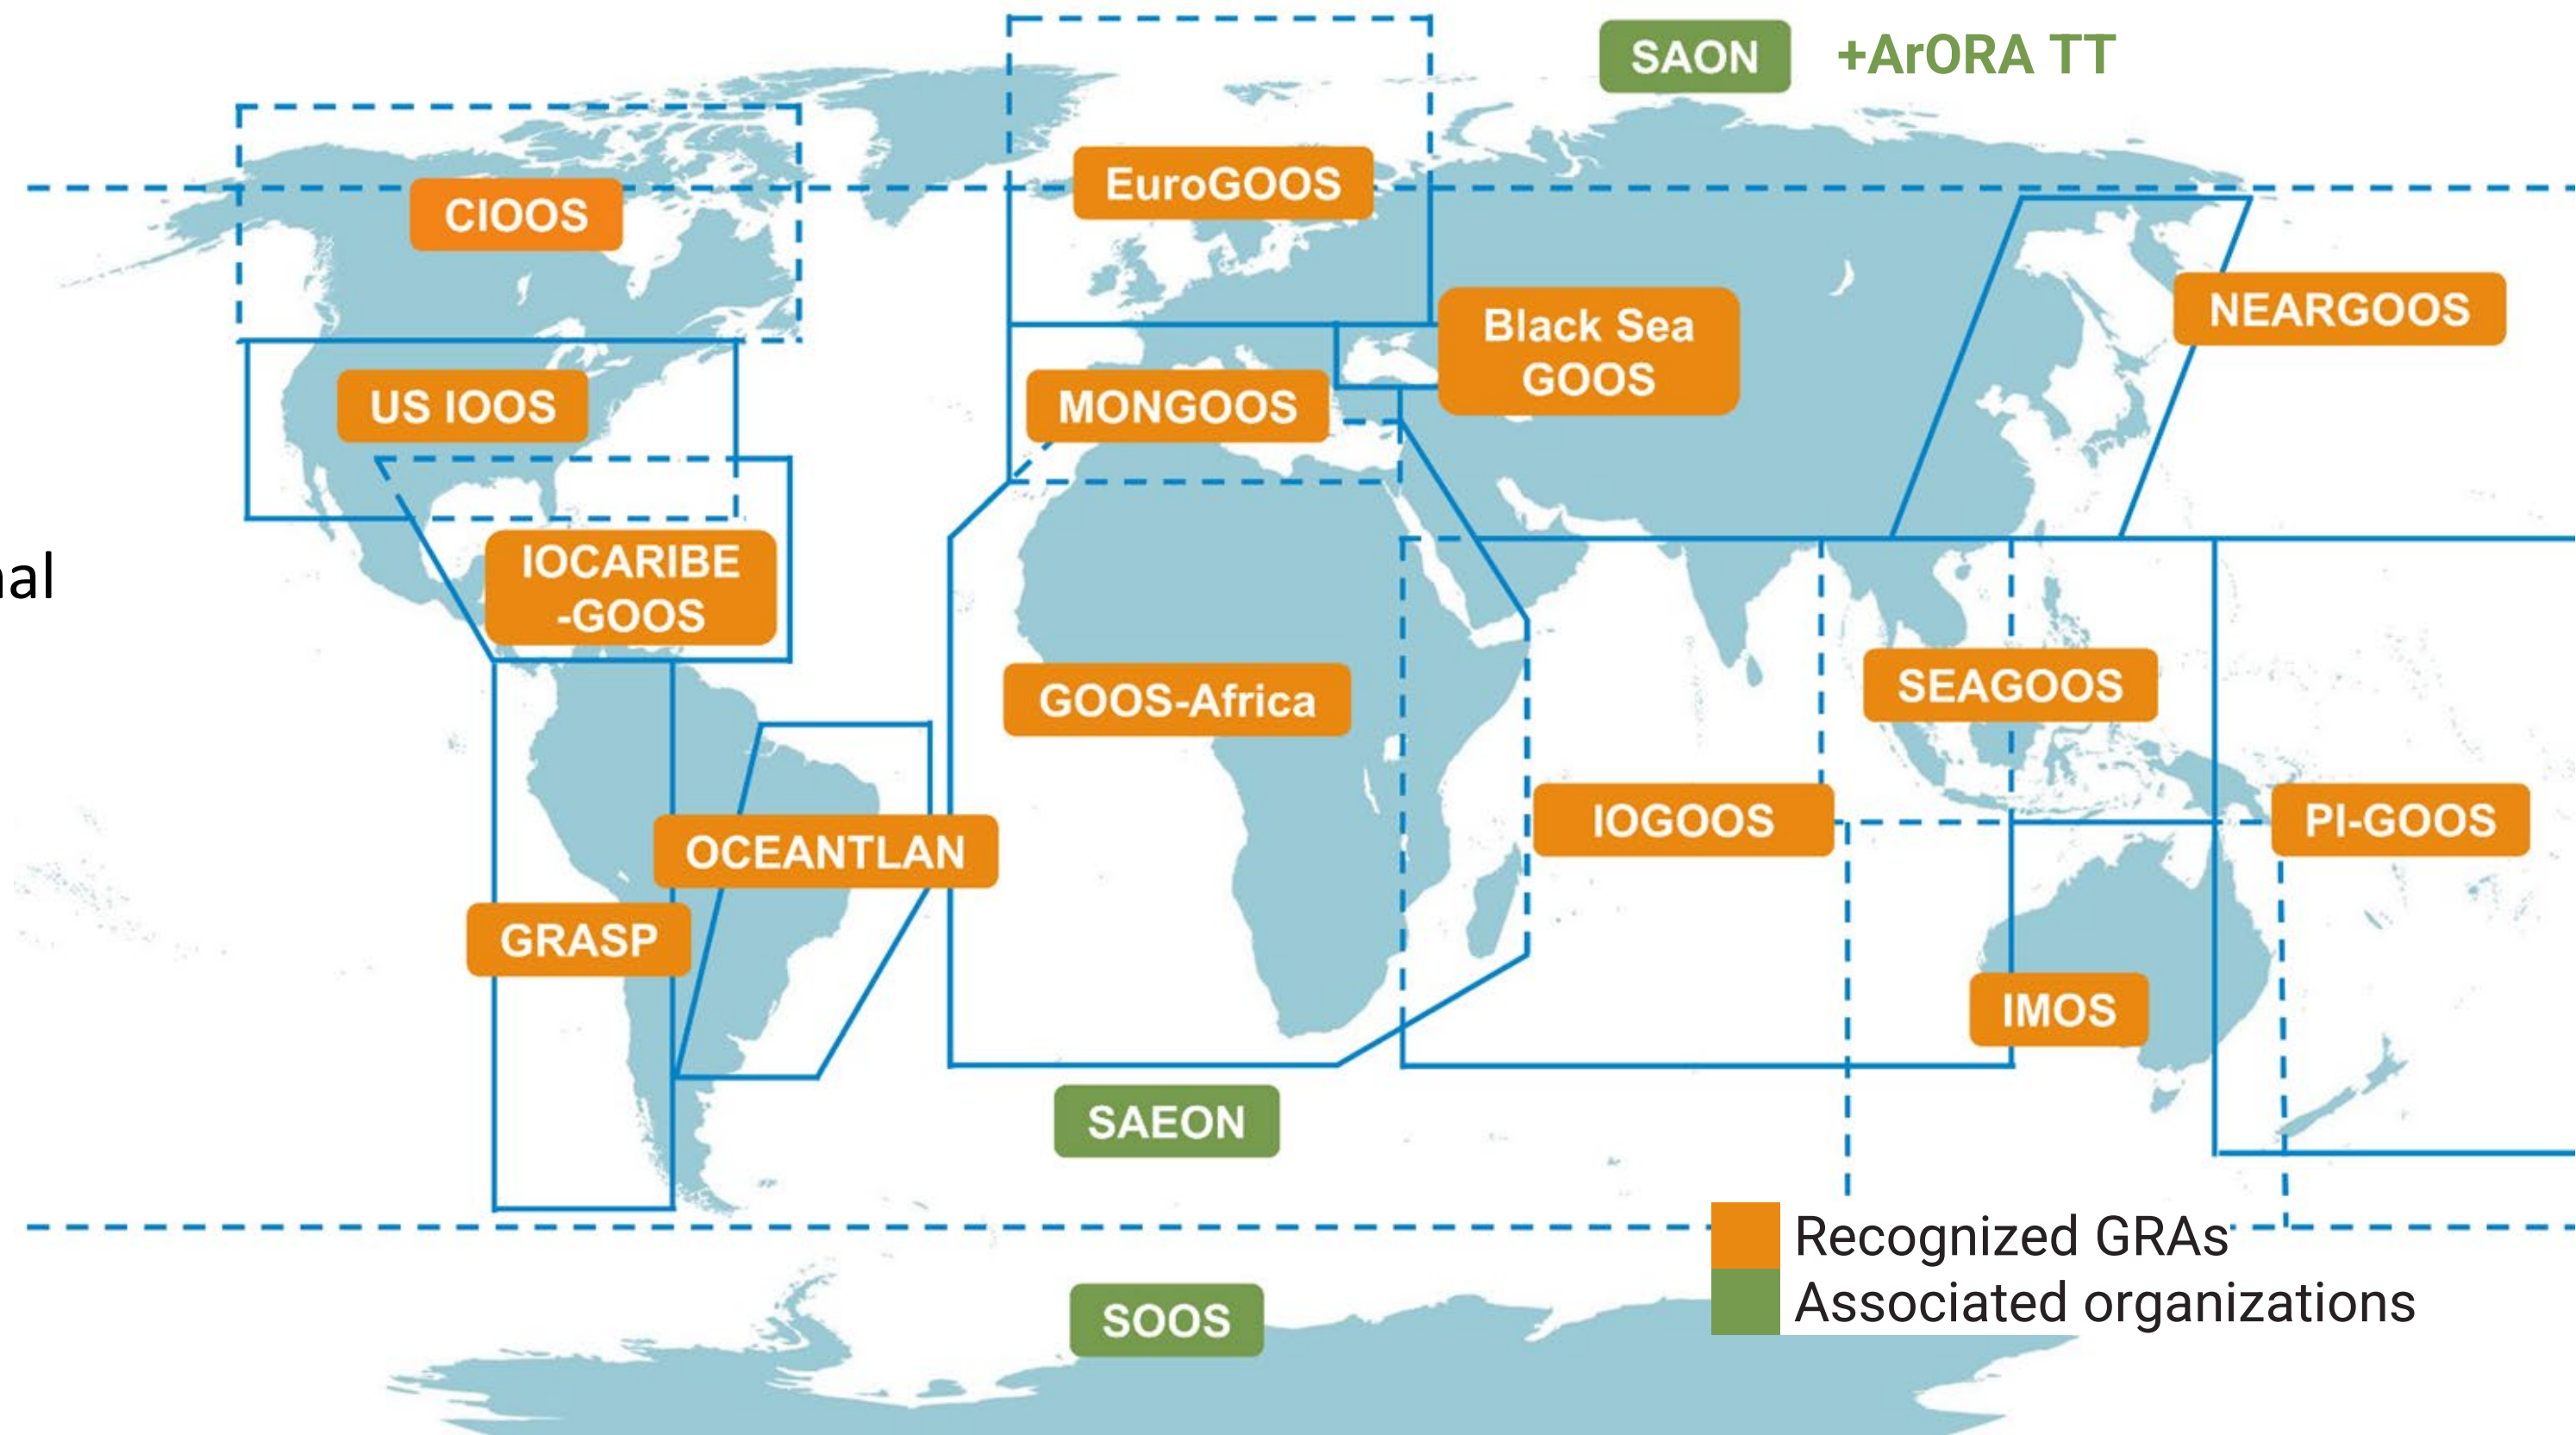 SAON
+ArORA TT
EuroGOOS
CIOOS
NEARGOOS
Black Sea
GOOS
US IOOS
MONGOOS
IOCARIBE
-GOOS
nal
SEAGOOS
GOOS-Africa
IOGOOS
PI-GOOS
OCEANTLAN
GRASP
IMOS
SAEON
Recognized GRAs
Associated organizations
SOOS